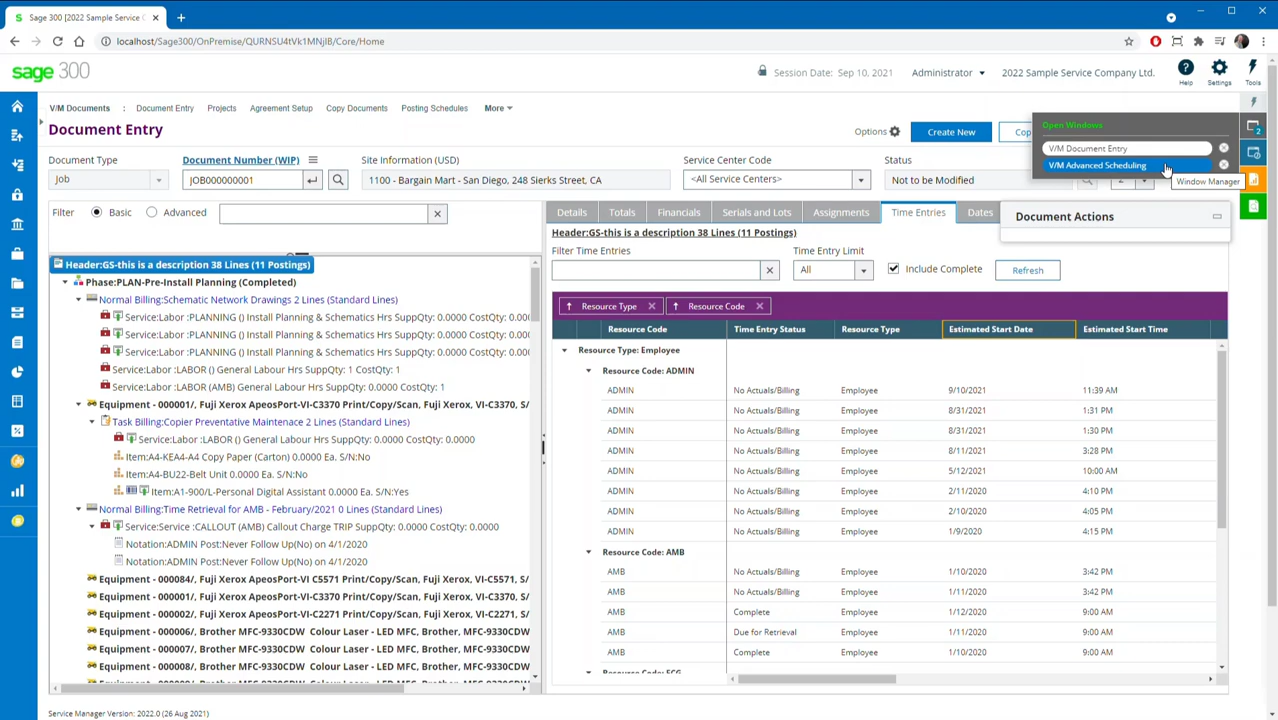 Sage 300 [2022 Sample Service C
localhost/Sage300/OnPremise/QURNSU4tVk1MNjIB/Core/Home
sage 300
Session Date: Sep 10, 2021
Administrator
2022 Sample Service Company Ltd.
Help
Settings
Tools
V/M Documents : Document Entry Projects Agreement Setup Copy Documents Posting Schedules More
Document Entry
Options
Create New
Cop
Open Windows
V/M Document Entry
V/M Advanced Scheduling
Window Manager
2
Document Type
Document Number (WIP)
Site Information (USD)
Service Center Code
Status
Job
JOB000000001
1100 - Bargain Mart - San Diego, 248 Sieris Street, CA
<All Service Centers>
Not to be Modified
2
Filter
Basic
Advanced
Details
Totals
Financials
Serials and Lots
Assignments
Time Entries
Dates
Document Actions
Header:GS-this is a description 38 Lines (11 Postings)
Filter Time Entries
Time Entry Limit
All
Include Complete
Refresh
Header:GS-this is a description 38 Lines (11 Postings)
Phase:PLAN-Pre-Install Planning (Completed)
Normal Billing:Schematic Network Drawings 2 Lines (Standard Lines)
Service:Labor :PLANNING () Install Planning & Schematics Hrs SuppQty: 0.0000 CostQty: 0.00
Service:Labor :PLANNING () Install Planning & Schematics Hrs SuppQty: 0.0000 CostQty: 0.00
Service:Labor :PLANNING () Install Planning & Schematics Hrs SuppQty: 0.0000 CostQty: 0.00
Service:Labor :LABOR () General Labour Hrs SuppQty: 1 CostQty: 1
Service:Labor :LABOR (AMB) General Labour Hrs SuppQty: 0.0000 CostQty: 1
Equipment - 000001/, Fuji Xerox ApeosPort-VI-C3370 Print/Copy/Scan, Fuji Xerox, VI-C3370, S/
Task Billing:Copier Preventative Maintenace 2 Lines (Standard Lines)
Service:Labor :LABOR () General Labour Hrs SuppQty: 0.0000 CostQty: 0.0000
Item:A4-KEA4-A4 Copy Paper (Carton) 0.0000 Ea. S/N:No
Item:A4-BU22-Belt Unit 0.0000 Ea. S/N:No
Item:A1-900/L-Personal Digital Assistant 0.0000 Ea. S/N:Yes
Normal Billing:Time Retrieval for AMB - February/2021 0 Lines (Standard Lines)
Service:Service :CALLOUT (AMB) Callout Charge TRIP SuppQty: 0.0000 CostQty: 0.0000
Notation:ADMIN Post:Never Follow Up(No) on 4/1/2020
Notation:ADMIN Post:Never Follow Up(No) on 4/1/2020
Equipment - 000084/, Fuji Xerox ApeosPort-VI C5571 Print/Copy/Scan, Fuji Xerox, VI-C5571, S/
Equipment - 000001/, Fuji Xerox ApeosPort-VI-C3370 Print/Copy/Scan, Fuji Xerox, VI-C3370, S/
Equipment - 000002/, Fuji Xerox ApeosPort-VI-C2271 Print/Copy/Scan, Fuji Xerox, VI-C2271, S/
Equipment - 000006/, Brother MFC-9330CDW Colour Laser - LED MFC, Brother, MFC-9330CDW
Equipment - 000007/, Brother MFC-9330CDW Colour Laser - LED MFC, Brother, MFC-9330CDW
Equipment - 000008/, Brother MFC-9330CDW Colour Laser - LED MFC, Brother, MFC-9330CDW
Resource Type
Resource Code
Resource Code Time Entry Status Resource Type Estimated Start Date Estimated Start Time
Resource Type: Employee
Resource Code: ADMIN
ADMIN No Actuals/Billing Employee 9/10/2021 11:39 AM
ADMIN No Actuals/Billing Employee 8/31/2021 1:31 PM
ADMIN No Actuals/Billing Employee 8/31/2021 1:30 PM
ADMIN No Actuals/Billing Employee 8/11/2021 3:28 PM
ADMIN No Actuals/Billing Employee 5/12/2021 10:00 AM
ADMIN No Actuals/Billing Employee 2/11/2020 4:10 PM
ADMIN No Actuals/Billing Employee 2/10/2020 4:05 PM
ADMIN No Actuals/Billing Employee 1/9/2020 4:15 PM
Resource Code: AMB
AMB No Actuals/Billing Employee 1/10/2020 3:42 PM
AMB No Actuals/Billing Employee 1/11/2020 3:42 PM
AMB Complete Employee 1/12/2020 9:00 AM
AMB Due for Retrieval Employee 1/11/2020 9:00 AM
AMB Complete Employee 1/10/2020 9:00 AM
Service Manager Version: 2022.0 (26 Aug 2021)